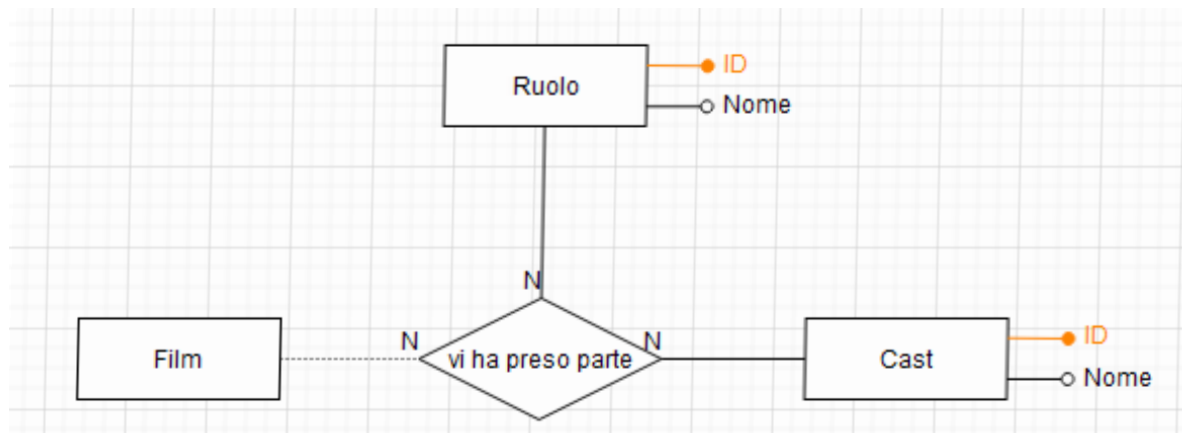 Ruolo
ID
Nome
N
N
N
Film
vi ha preso parte
Cast
ID
Nome